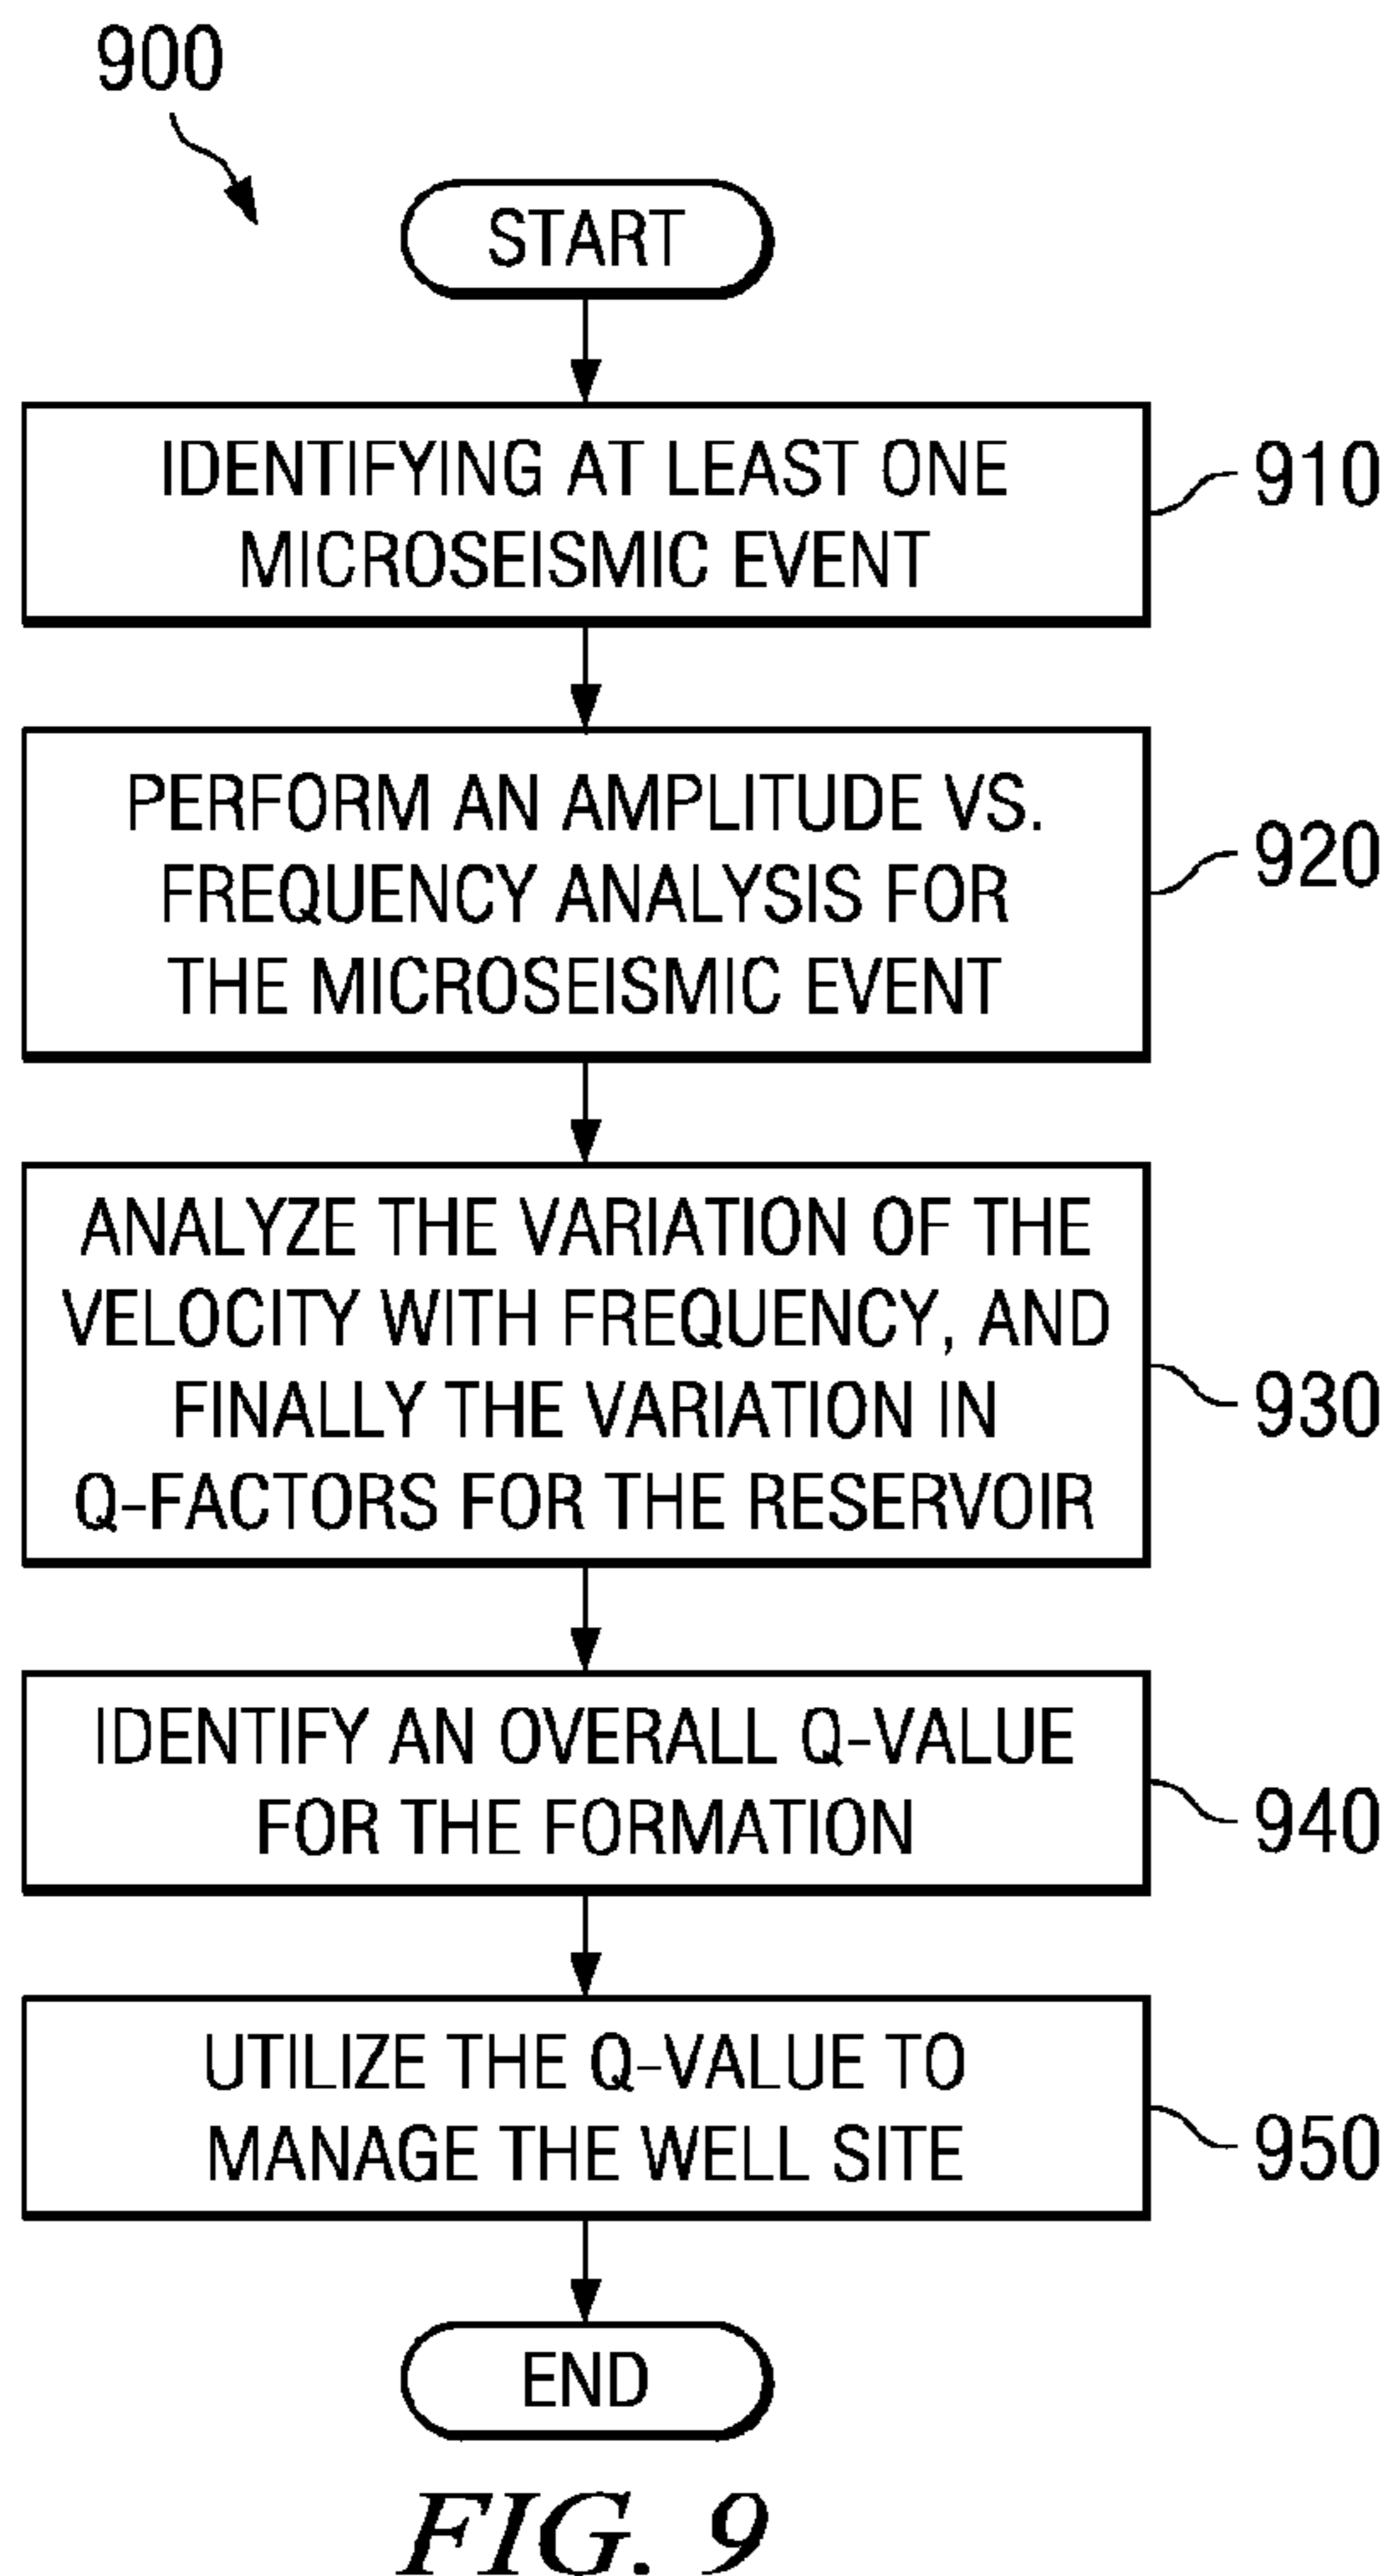 900
START
IDENTIFYING AT LEAST ONE
MICROSEISMIC EVENT
910
PERFORM AN AMPLITUDE VS.
FREQUENCY ANALYSIS FOR
THE MICROSEISMIC EVENT
920
ANALYZE THE VARIATION OF THE
VELOCITY WITH FREQUENCY, AND
FINALLY THE VARIATION IN
Q-FACTORS FOR THE RESERVOIR
930
IDENTIFY AN OVERALL Q-VALUE
FOR THE FORMATION
940
UTILIZE THE Q-VALUE TO
MANAGE THE WELL SITE
950
END
FIG. 9